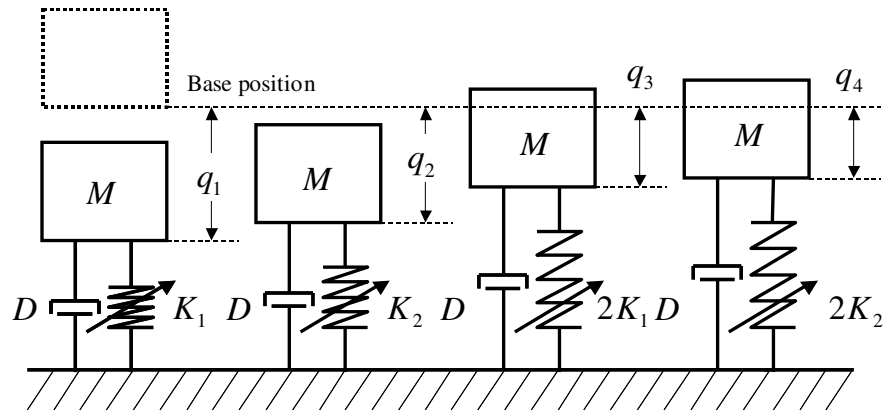 Base position
q₃
q₄
q₁
q₂
M
M
M
M
D
K₁
D
K₂
D
2K₁
D
2K₂